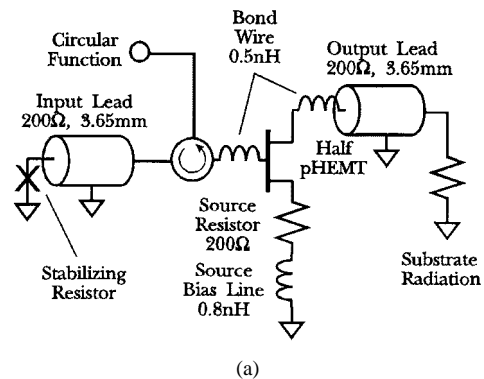 Bond
Wire
0.5nH
Circular
Function
Output Lead
200Ω, 3.65mm
Input Lead
200Ω, 3.65mm
Half
pHEMT
Source
Resistor
200Ω
Source
Bias Line
0.8nH
Stabilizing
Resistor
Substrate
Radiation
(a)